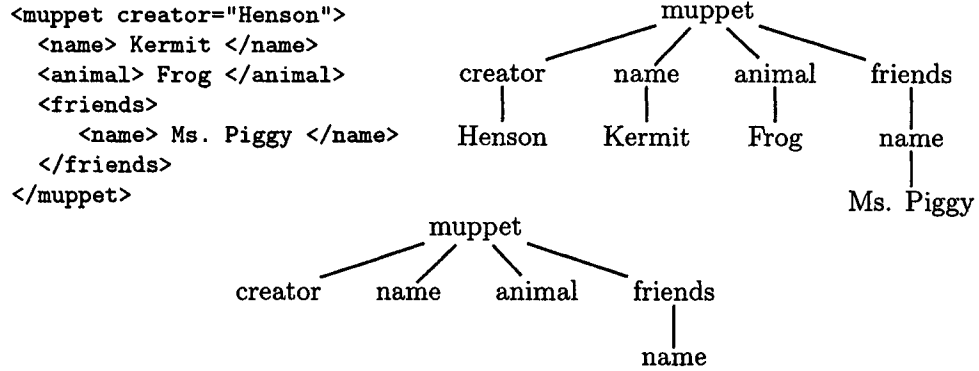 <muppet creator="Henson">
<name> Kermit </name>
<animal> Frog </animal>
<friends>
<name> Ms. Piggy </name>
</friends>
</muppet>
muppet
creator name animal friends
Henson Kermit Frog name
Ms. Piggy
muppet
creator name animal friends
name